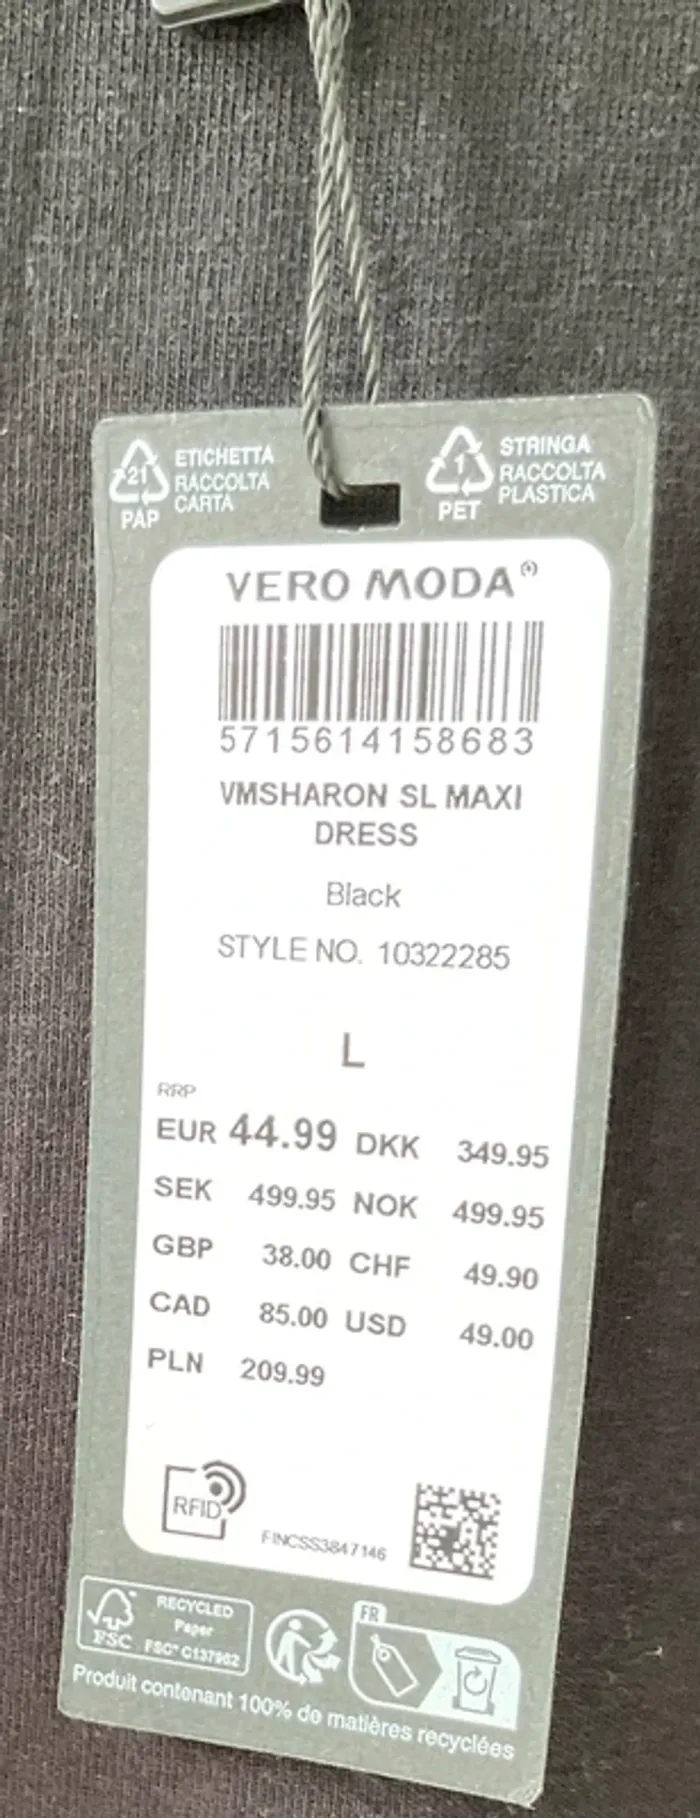 21
PAP
ETICHETTA
RACCOLTA
CARTA
1
PET
STRINGA
RACCOLTA
PLASTICA
VERO MODA®
5715614158683
VMSHARON SL MAXI
DRESS
Black
STYLE NO. 10322285
L
RRP
EUR 44.99 DKK 349.95
SEK 499.95 NOK 499.95
GBP 38.00 CHF 49.90
CAD 85.00 USD 49.00
PLN 209.99
RFID
FINCSS3847146
FSC
RECYCLED
Paper
FSC® C137982
FR
Produit contenant 100% de matières recyclées